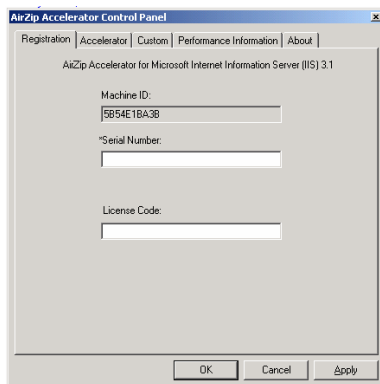 AirZip Accelerator Control Panel
Registration Accelerator Custom Performance Information About
AirZip Accelerator for Microsoft Internet Information Server (IIS) 3.1
Machine ID:
5B54E1BA3B
*Serial Number:
License Code:
OK Cancel Apply